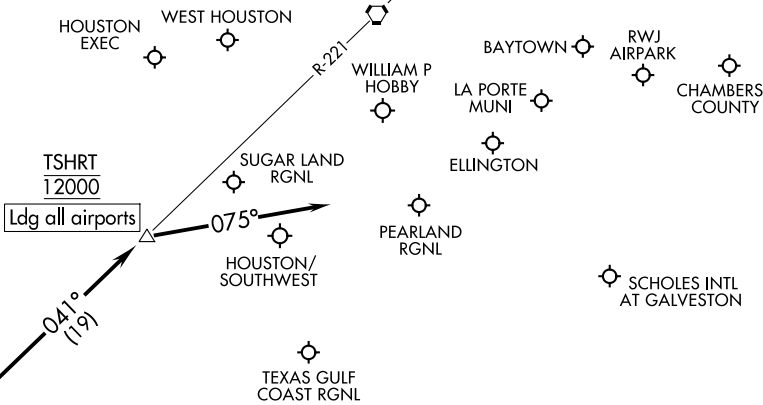 HOUSTON
EXEC
WEST HOUSTON
R-221
WILLIAM P
HOBBY
BAYTOWN
RWJ
AIRPARK
LA PORTE
MUNI
CHAMBERS
COUNTY
ELLINGTON
TSHRT
12000
Ldg all airports
SUGAR LAND
RGNL
075°
HOUSTON/
SOUTHWEST
PEARLAND
RGNL
SCHOLES INTL
AT GALVESTON
041°
(19)
TEXAS GULF
COAST RGNL